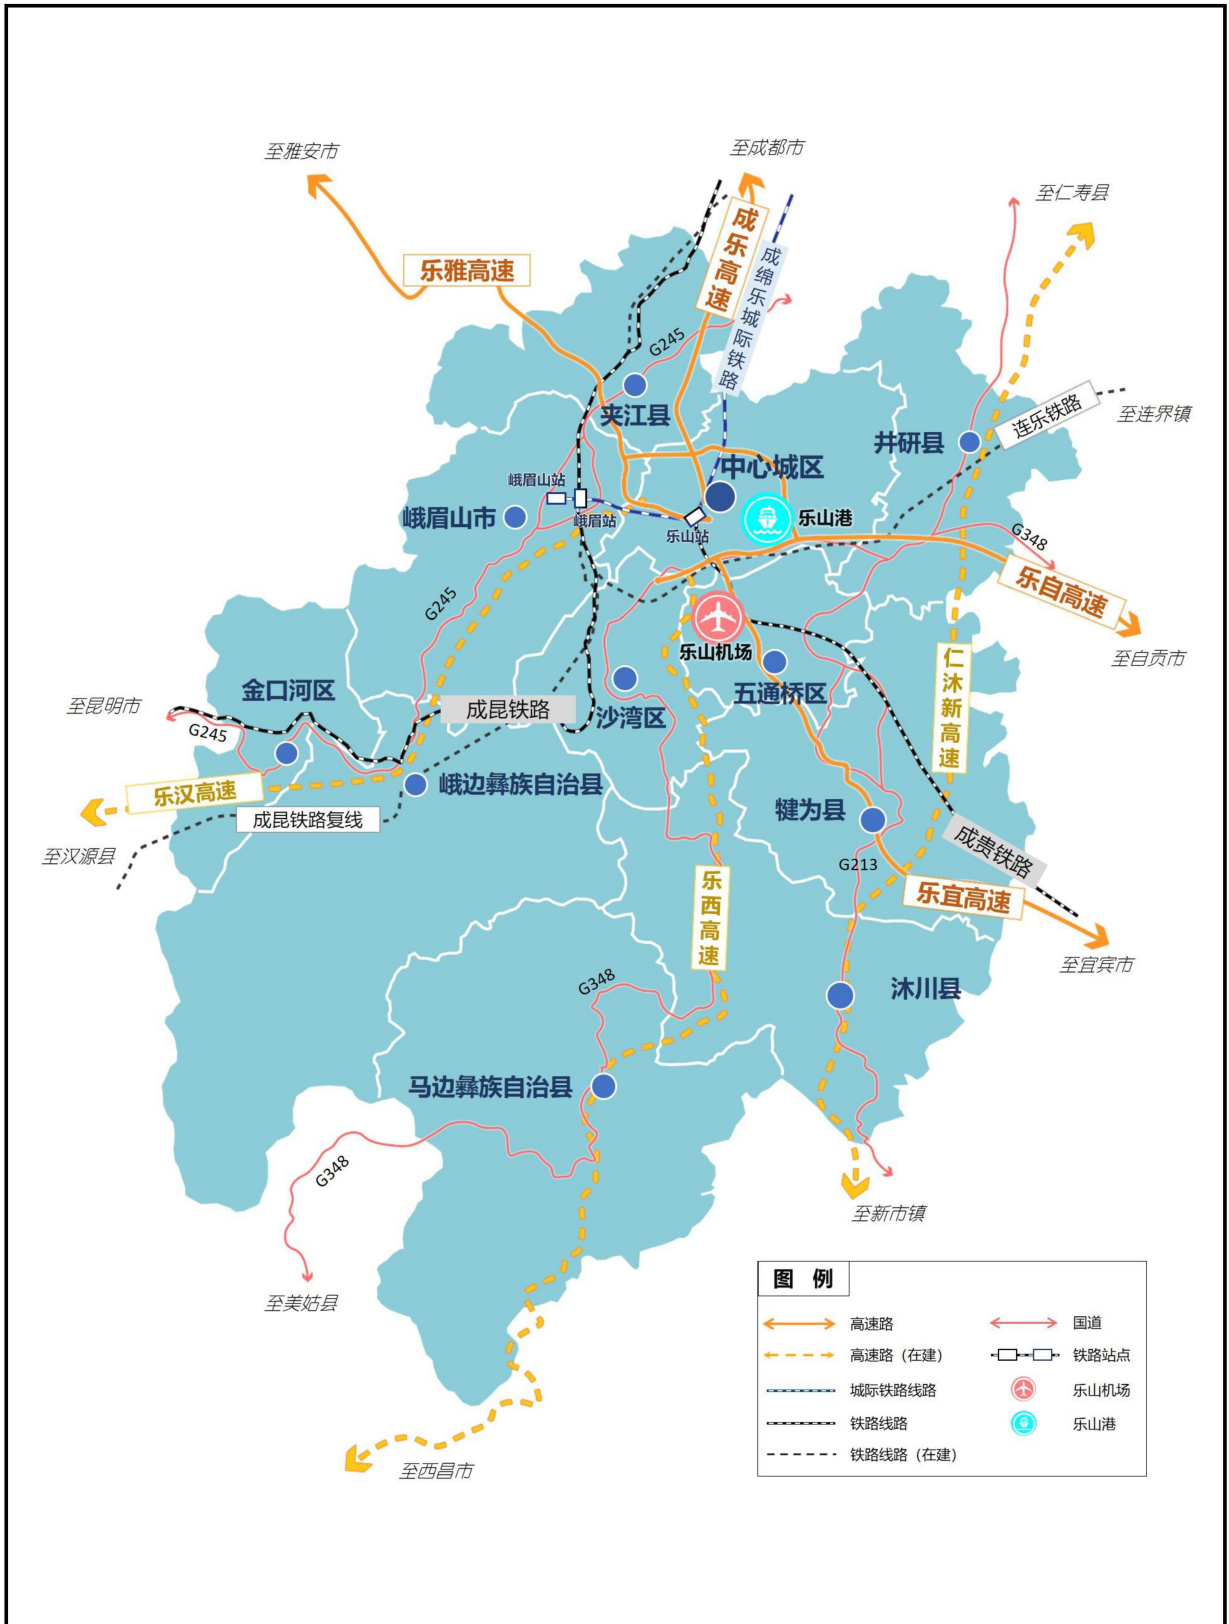 至雅安市
至成都市
至仁寿县
乐雅高速
成乐高速
成绵乐城际铁路
G245
夹江县
连乐铁路
至连界镇
井研县
中心城区
峨眉山站
峨眉山市
峨眉站
乐山站
乐山港
G348
乐自高速
至自贡市
G245
乐山机场
仁沐新高速
金口河区
至昆明市
G245
成昆铁路
沙湾区
五通桥区
乐汉高速
峨边彝族自治县
成昆铁路复线
至汉源县
犍为县
成贵铁路
G213
乐宜高速
乐西高速
至宜宾市
G348
沐川县
马边彝族自治县
G348
至新市镇
至美姑县
至西昌市
图 例
高速路
国道
高速路（在建）
铁路站点
城际铁路线路
乐山机场
铁路线路
乐山港
铁路线路（在建）